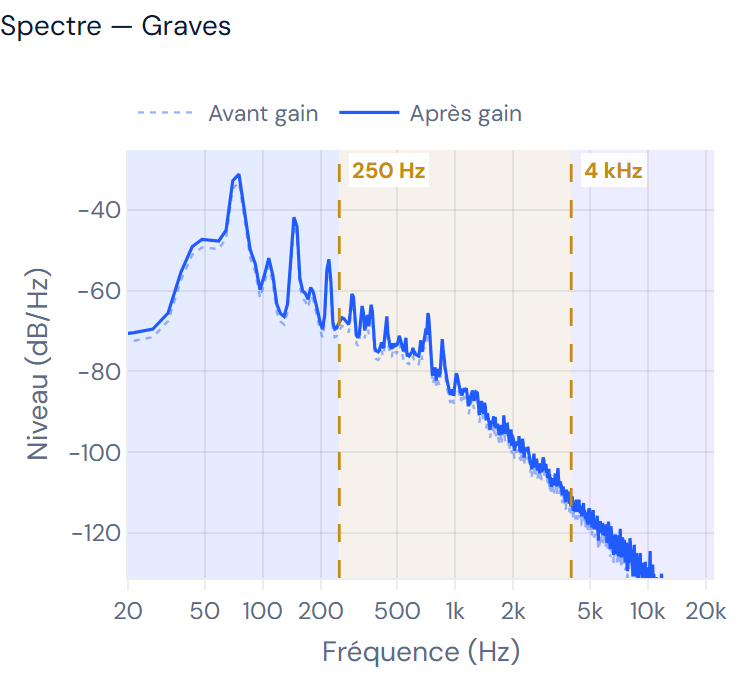 Spectre — Graves
Avant gain Après gain
250 Hz 4 kHz
Niveau (dB/Hz)
−40
−60
−80
−100
−120
20 50 100 200 500 1k 2k 5k 10k 20k
Fréquence (Hz)